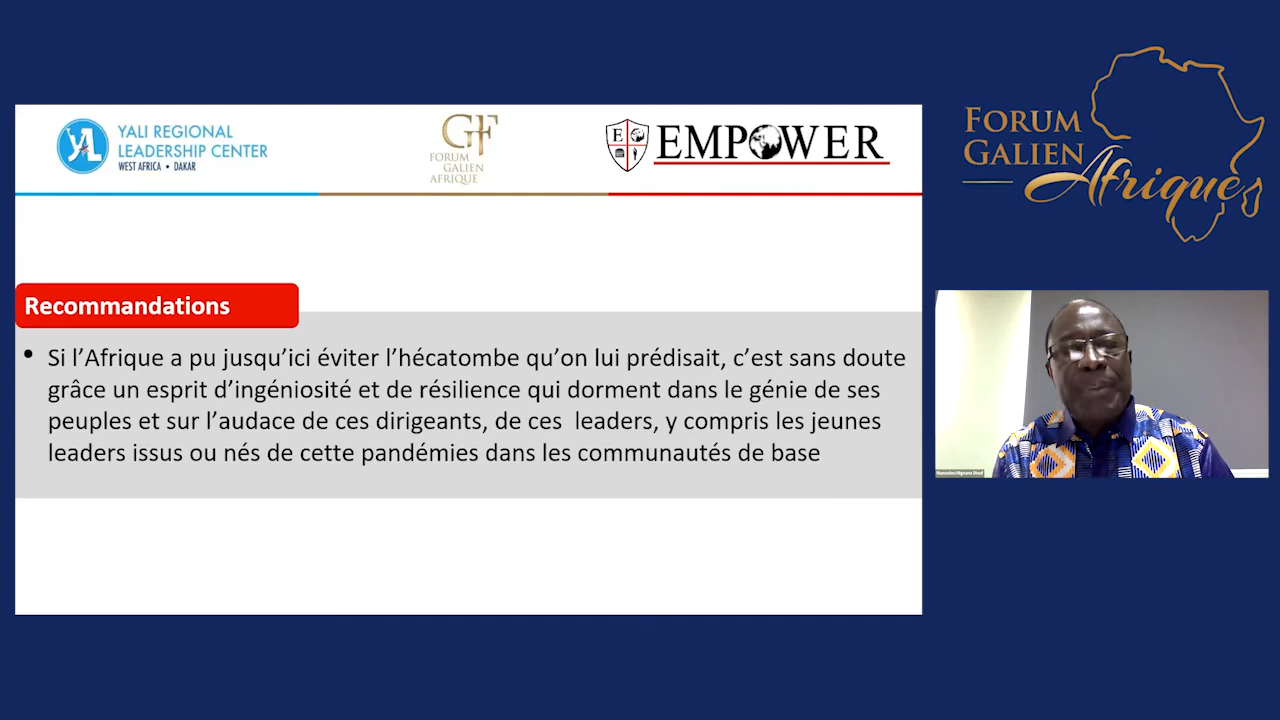 YALI REGIONAL
LEADERSHIP CENTER
WEST AFRICA • DAKAR
GF
FORUM
GALIEN
AFRIQUE
E
EMPOWER
FORUM
GALIEN
Afrique
Recommandations
• Si l’Afrique a pu jusqu’ici éviter l’hécatombe qu’on lui prédisait, c’est sans doute
grâce un esprit d’ingéniosité et de résilience qui dorment dans le génie de ses
peuples et sur l’audace de ces dirigeants, de ces leaders, y compris les jeunes
leaders issus ou nés de cette pandémies dans les communautés de base